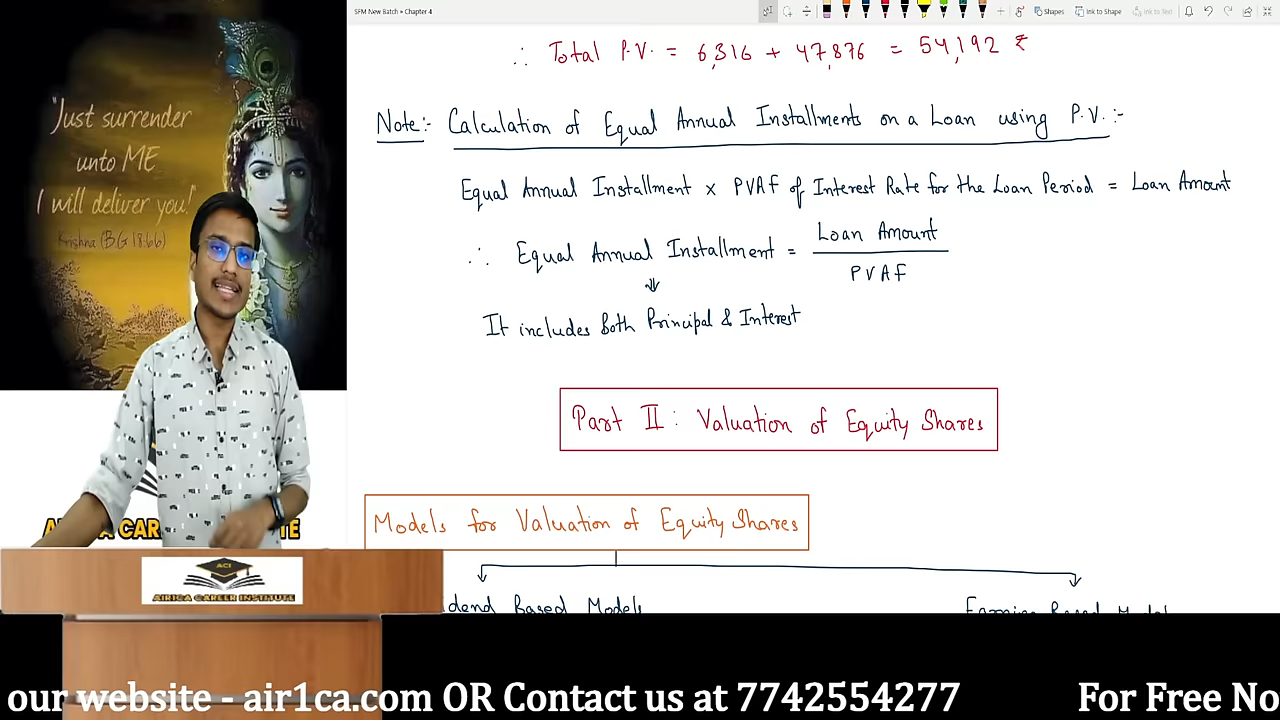 SFM New Batch » Chapter 4
Shapes
Ink to Shape
Ink to Text
∴ Total P.V. = 6,316 + 47,876 = 54,192 ₹
Note:- Calculation of Equal Annual Installments on a Loan using P.V. :-
Equal Annual Installment × PVAF of Interest Rate for the Loan Period = Loan Amount
∴ Equal Annual Installment = Loan Amount
PVAF
It includes Both Principal & Interest
Part II : Valuation of Equity Shares
Models for Valuation of Equity Shares
"Just surrender
unto ME
I will deliver you!"
Krishna (BG 18:66)
ACI
AIR1CA CAREER INSTITUTE
our website - air1ca.com OR Contact us at 7742554277 For Free No